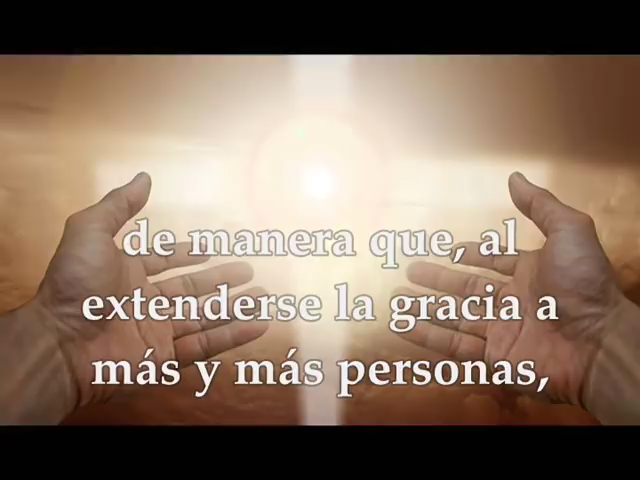 de manera que, al
extenderse la gracia a
más y más personas,